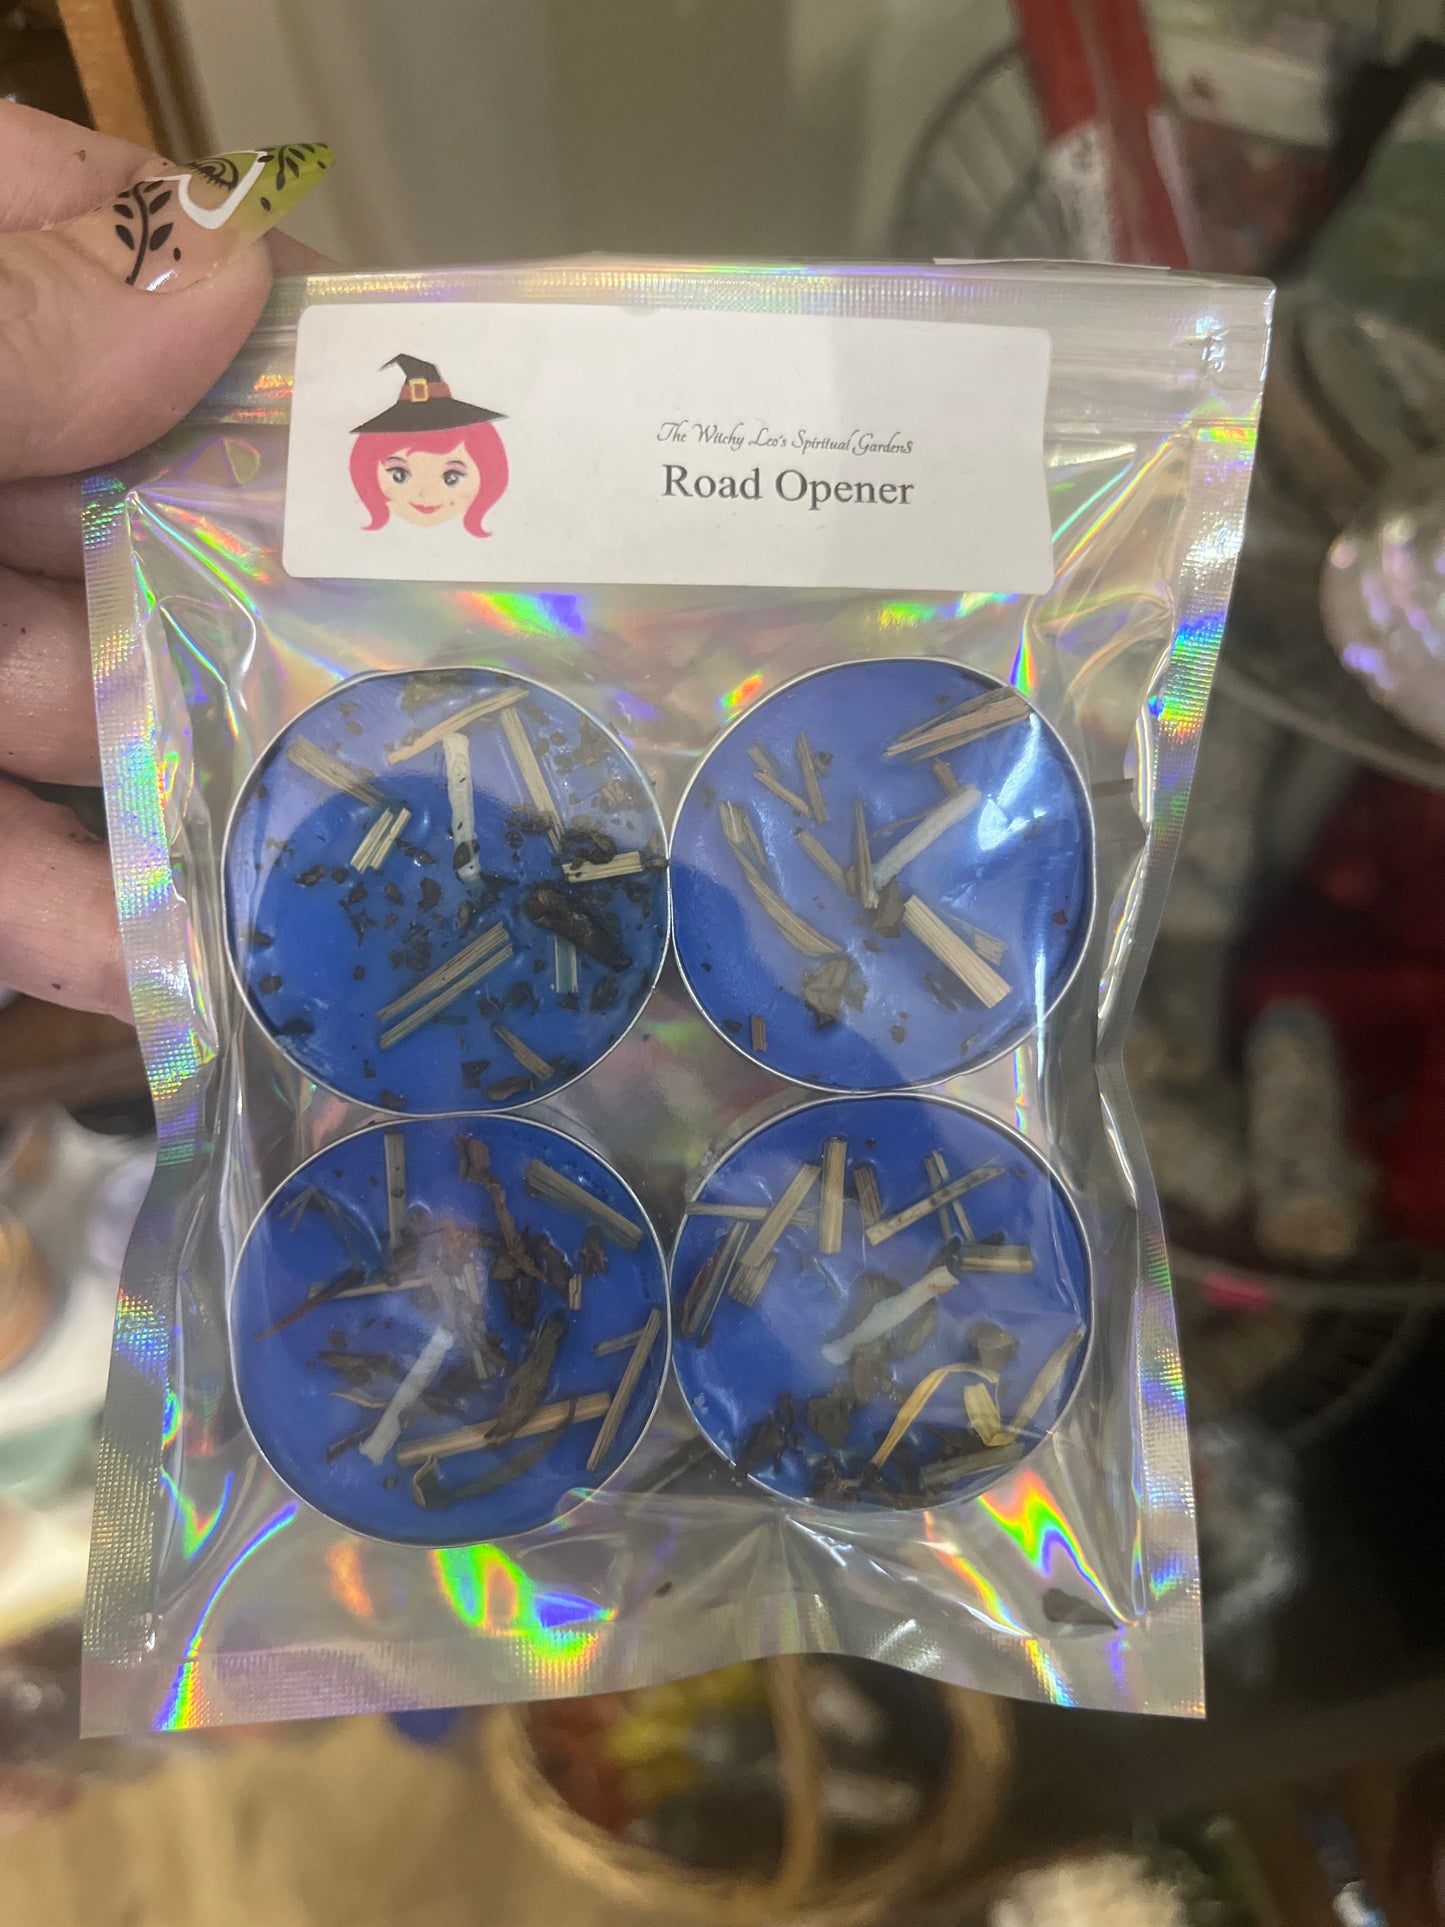 The Witchy Leo's Spiritual Gardens
Road Opener